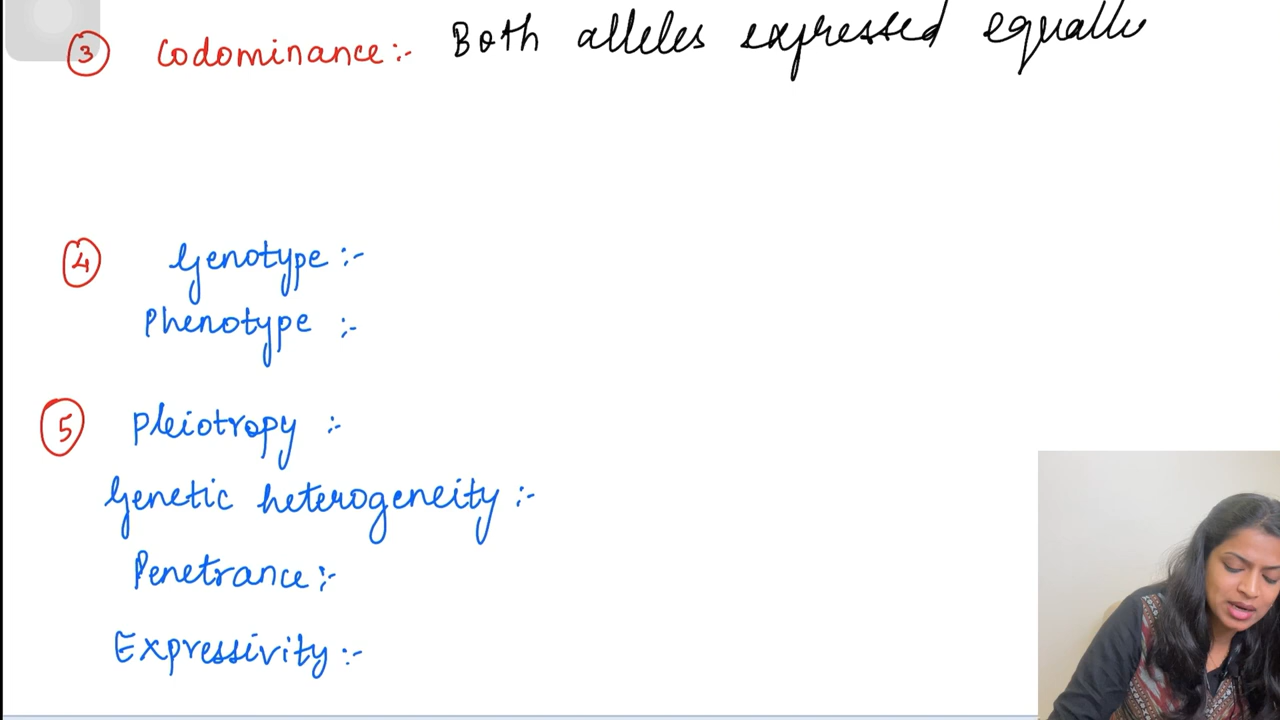 3 Codominance:- Both alleles expressed equally
4 Genotype :-
Phenotype :-
5 Pleiotropy :-
Genetic heterogeneity :-
Penetrance :-
Expressivity :-